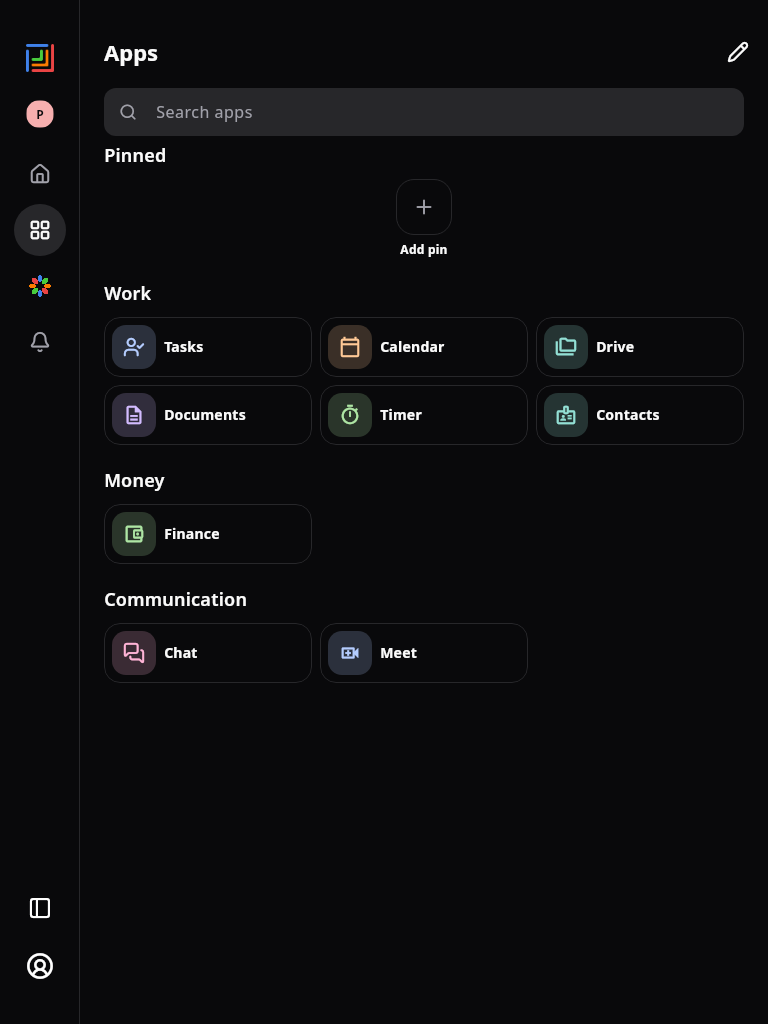 Apps
P
Search apps
Pinned
Add pin
Work
Tasks
Calendar
Drive
Documents
Timer
Contacts
Money
Finance
Communication
Chat
Meet